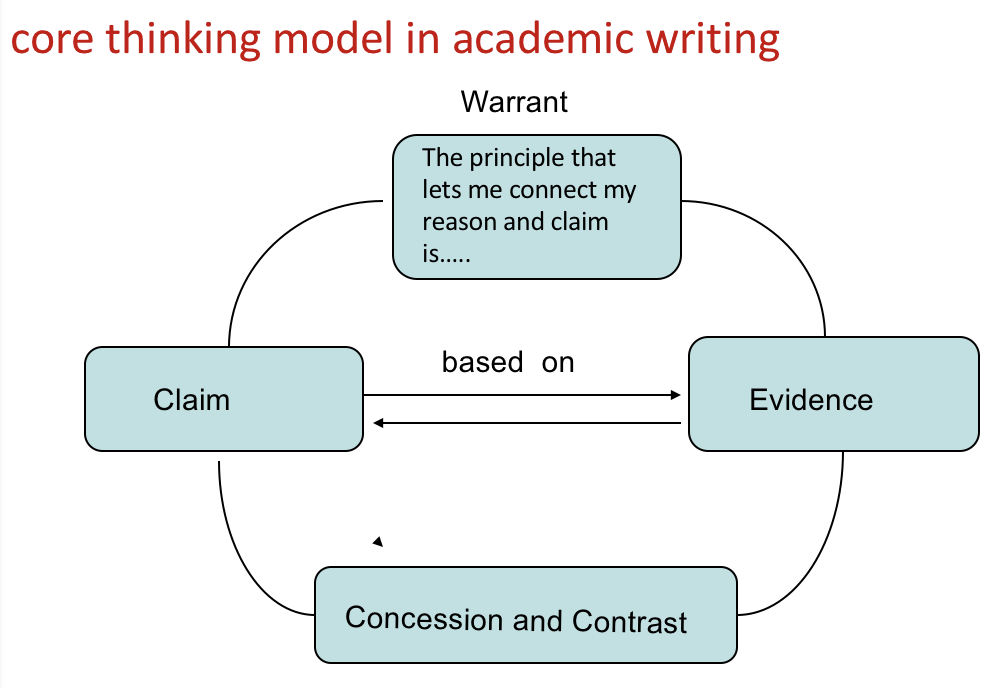 core thinking model in academic writing
Warrant
The principle that
lets me connect my
reason and claim
is.....
based on
Claim
Evidence
Concession and Contrast